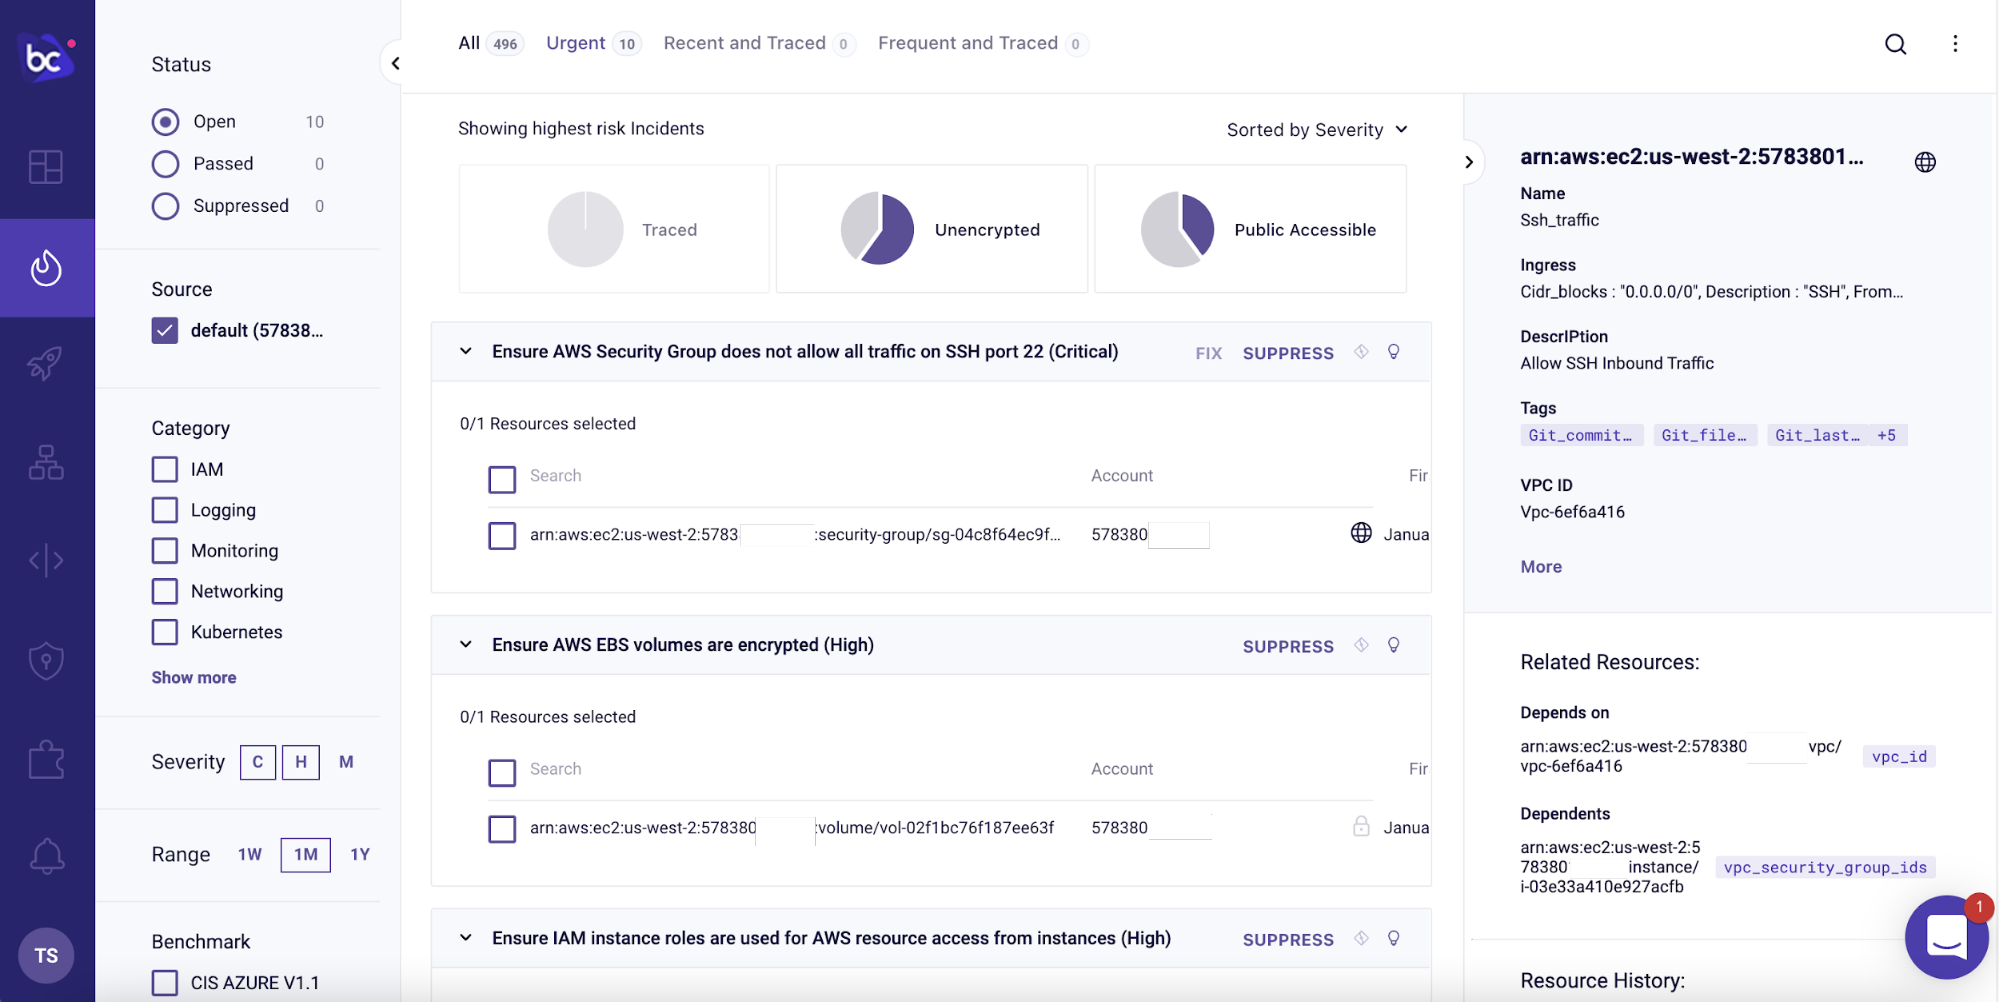 bc
Status
Open 10
Passed 0
Suppressed 0
Source
default (57838...
Category
IAM
Logging
Monitoring
Networking
Kubernetes
Show more
Severity C H M
Range 1W 1M 1Y
Benchmark
CIS AZURE V1.1
TS
All 496 Urgent 10 Recent and Traced 0 Frequent and Traced 0
Showing highest risk Incidents
Sorted by Severity
Traced
Unencrypted
Public Accessible
Ensure AWS Security Group does not allow all traffic on SSH port 22 (Critical) FIX SUPPRESS
0/1 Resources selected
Search Account Fir
arn:aws:ec2:us-west-2:5783 :security-group/sg-04c8f64ec9f... 578380 Janua
Ensure AWS EBS volumes are encrypted (High) SUPPRESS
0/1 Resources selected
Search Account Fir
arn:aws:ec2:us-west-2:578380 :volume/vol-02f1bc76f187ee63f 578380 Janua
Ensure IAM instance roles are used for AWS resource access from instances (High) SUPPRESS
arn:aws:ec2:us-west-2:5783801...
Name
Ssh_traffic
Ingress
Cidr_blocks : "0.0.0.0/0", Description : "SSH", From...
DescrIPtion
Allow SSH Inbound Traffic
Tags
Git_commit... Git_file... Git_last... +5
VPC ID
Vpc-6ef6a416
More
Related Resources:
Depends on
arn:aws:ec2:us-west-2:578380 vpc/
vpc-6ef6a416
vpc_id
Dependents
arn:aws:ec2:us-west-2:5
78380 instance/
i-03e33a410e927acfb
vpc_security_group_ids
1
Resource History: